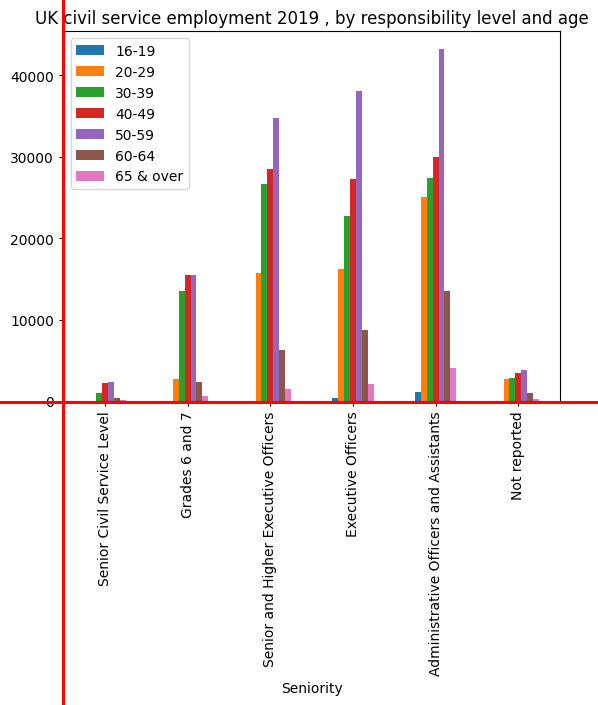 UK civil service employment 2019 , by responsibility level and age
16-19
20-29
30-39
40-49
50-59
60-64
65 & over
40000
30000
20000
10000
0
Senior Civil Service Level
Grades 6 and 7
Senior and Higher Executive Officers
Executive Officers
Administrative Officers and Assistants
Not reported
Seniority